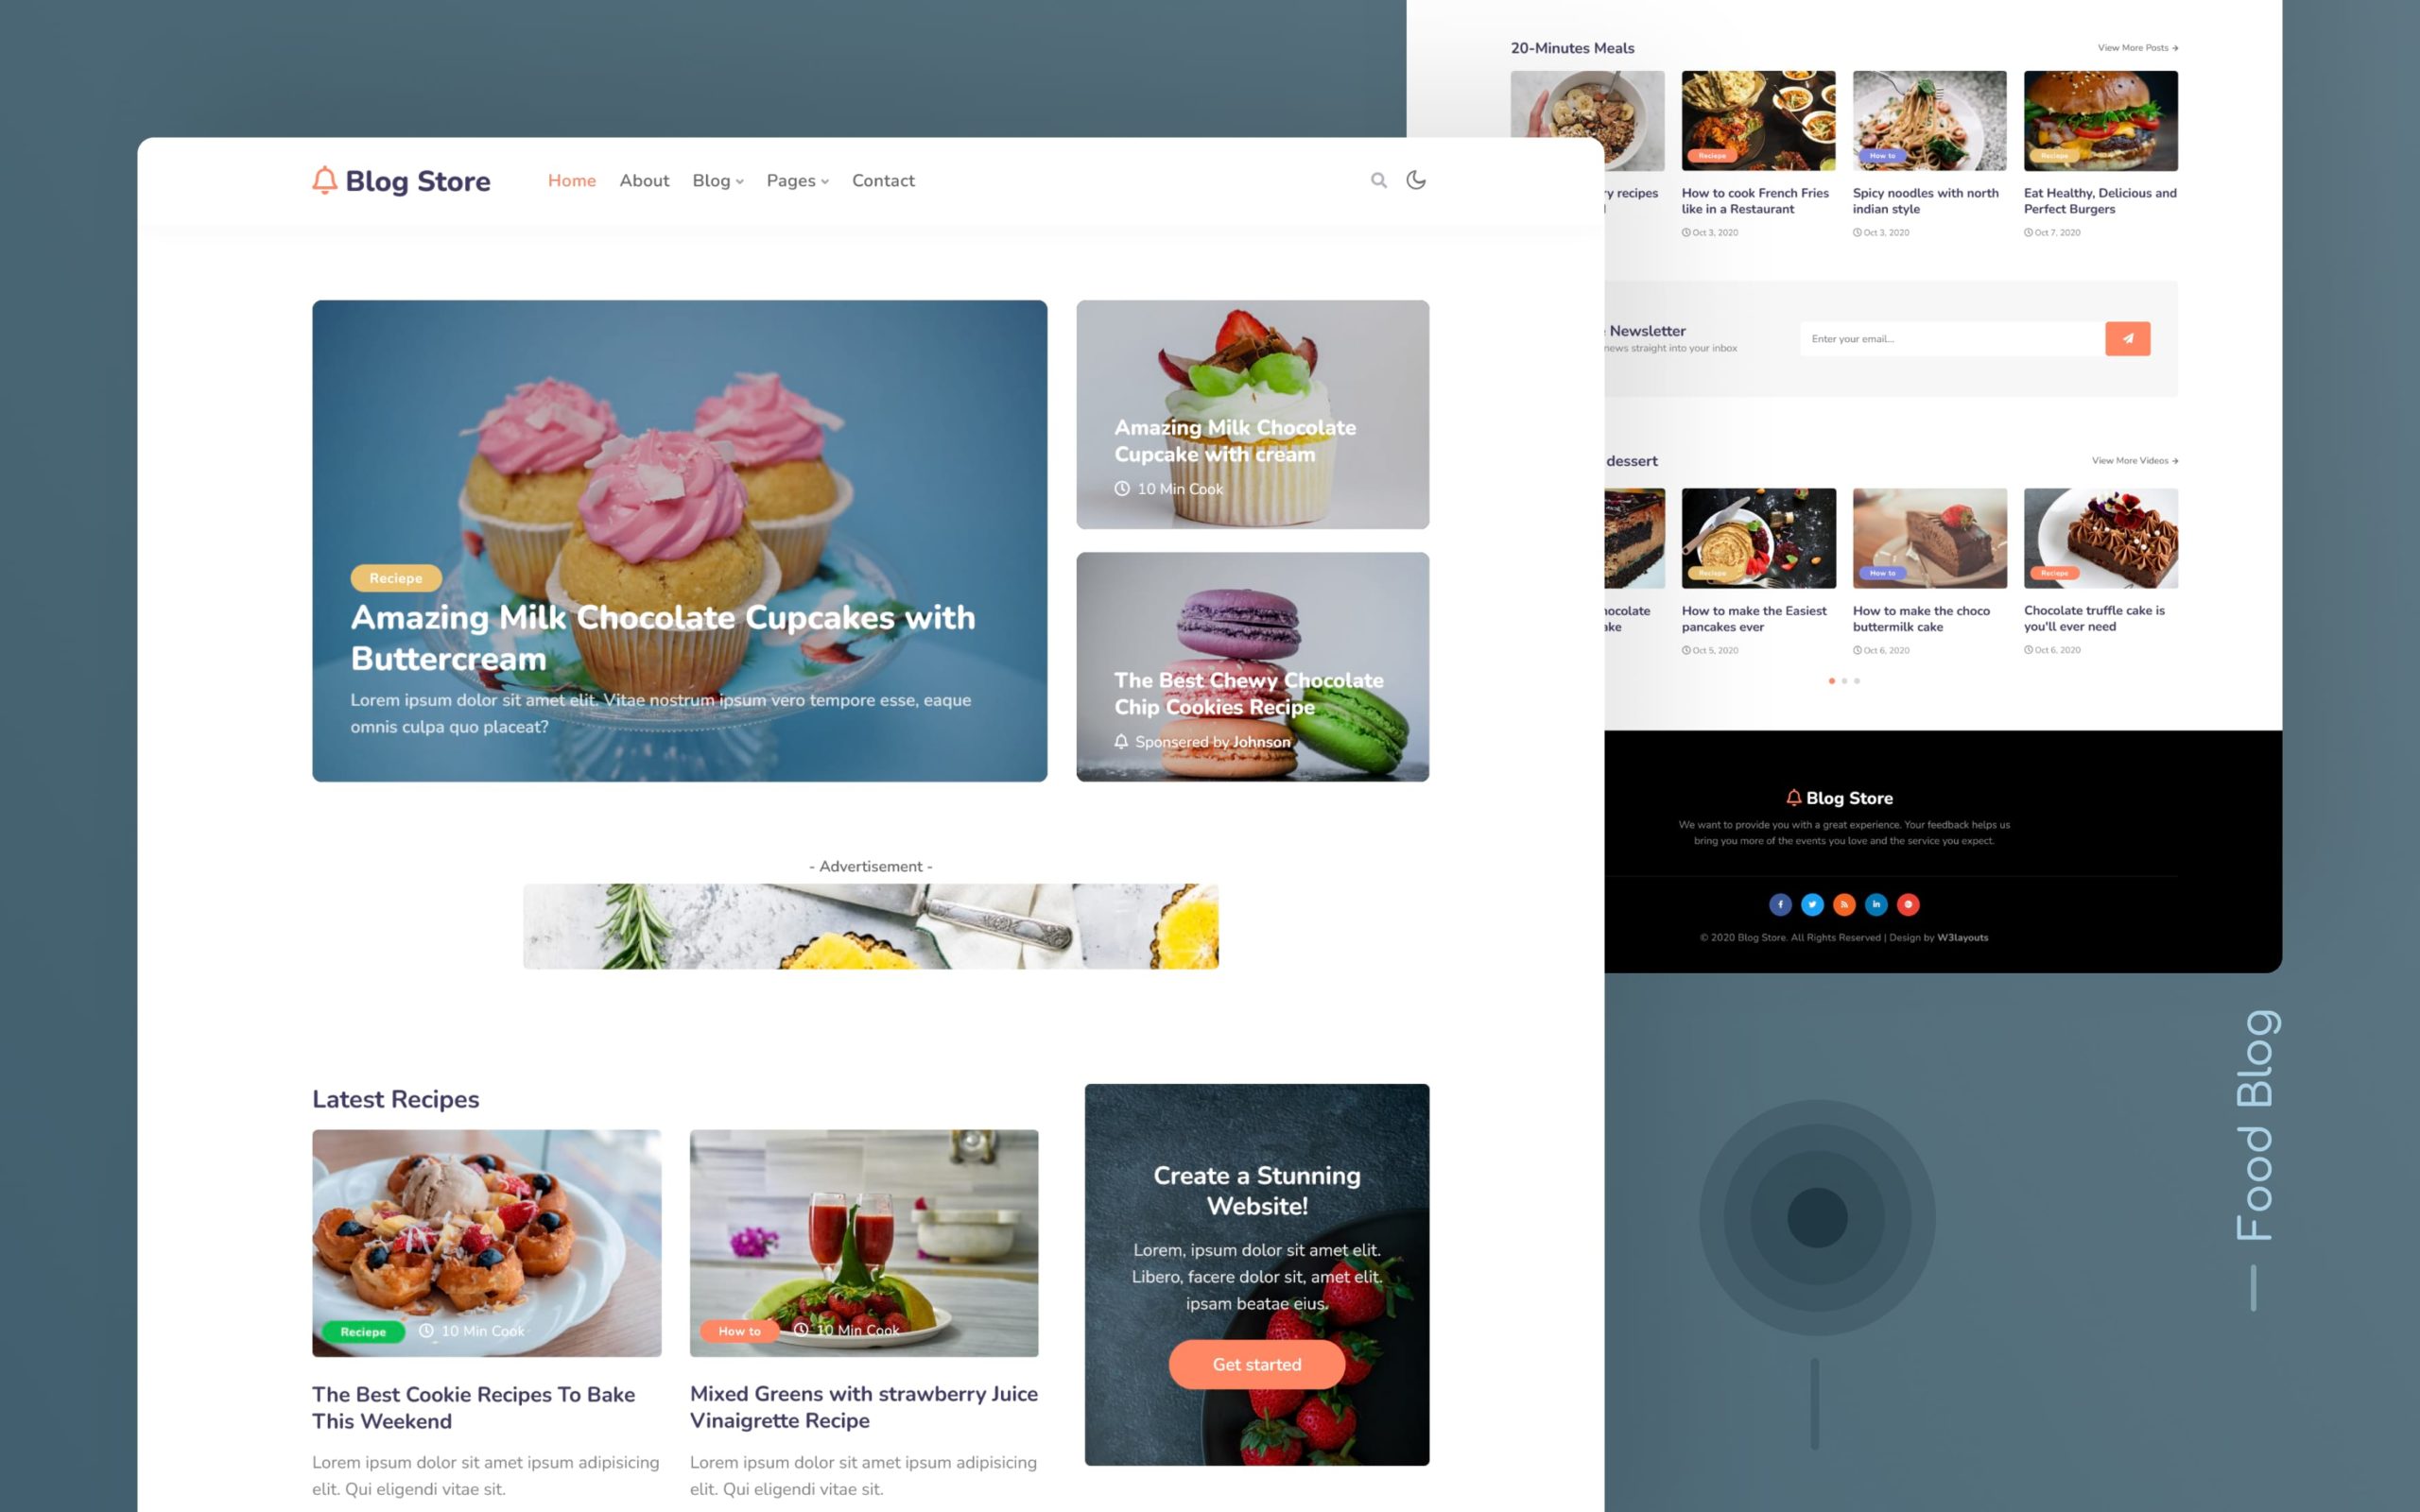 Blog Store
Home About Blog Pages Contact
Reciepe
Amazing Milk Chocolate Cupcakes with
Buttercream
Lorem ipsum dolor sit amet elit. Vitae nostrum ipsum vero tempore esse, eaque
omnis culpa quo placeat?
Amazing Milk Chocolate
Cupcake with cream
10 Min Cook
The Best Chewy Chocolate
Chip Cookies Recipe
Sponsered by Johnson
- Advertisement -
Latest Recipes
Reciepe
10 Min Cook
The Best Cookie Recipes To Bake
This Weekend
Lorem ipsum dolor sit amet ipsum adipisicing
elit. Qui eligendi vitae sit.
How to
10 Min Cook
Mixed Greens with strawberry Juice
Vinaigrette Recipe
Lorem ipsum dolor sit amet ipsum adipisicing
elit. Qui eligendi vitae sit.
Create a Stunning
Website!
Lorem, ipsum dolor sit amet elit.
Libero, facere dolor sit, amet elit.
ipsam beatae eius.
Get started
20-Minutes Meals
View More Posts →
recipes
Reciepe
How to cook French Fries
like in a Restaurant
Oct 3, 2020
How to
Spicy noodles with north
indian style
Oct 3, 2020
Reciepe
Eat Healthy, Delicious and
Perfect Burgers
Oct 7, 2020
Newsletter
news straight into your inbox
Enter your email...
dessert
View More Videos →
Reciepe
How to make the Easiest
pancakes ever
Oct 5, 2020
How to
How to make the choco
buttermilk cake
Oct 6, 2020
Reciepe
Chocolate truffle cake is
you'll ever need
Oct 6, 2020
Blog Store
We want to provide you with a great experience. Your feedback helps us
bring you more of the events you love and the service you expect.
© 2020 Blog Store. All Rights Reserved | Design by W3layouts
— Food Blog